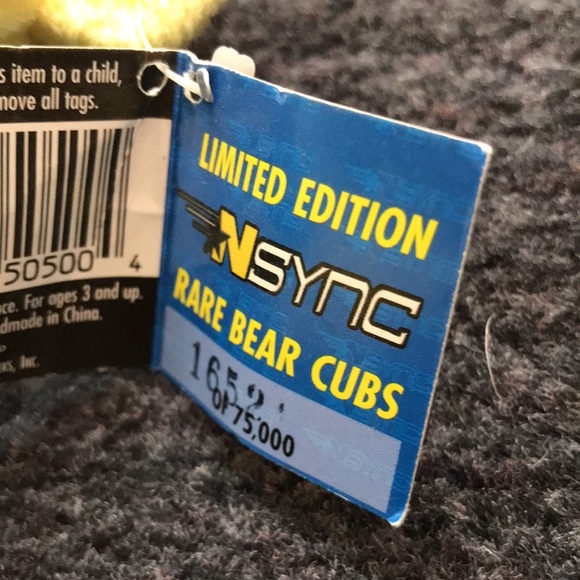 s item to a child,
move all tags.
50500 4
ce. For ages 3 and up.
dmade in China.
KS, INC.
LIMITED EDITION
NSYNC
RARE BEAR CUBS
OF 75,000